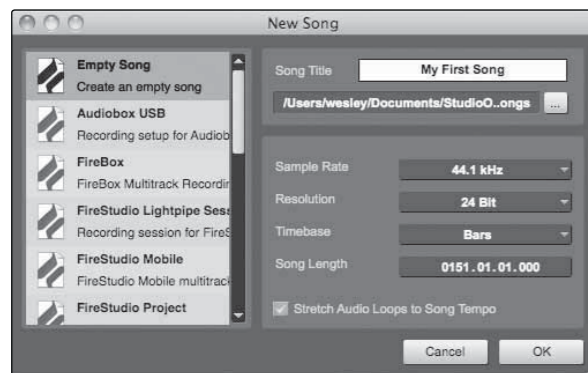 New Song
Empty Song
Create an empty song
Audiobox USB
Recording setup for Audiob
FireBox
FireBox Multitrack Recordin
FireStudio Lightpipe Sess
Recording session for FireS
FireStudio Mobile
FireStudio Mobile multitrack
FireStudio Project
Song Title
My First Song
/Users/wesley/Documents/StudioO..ongs
...
Sample Rate
44.1 kHz
Resolution
24 Bit
Timebase
Bars
Song Length
0151.01.01.000
Stretch Audio Loops to Song Tempo
Cancel
OK